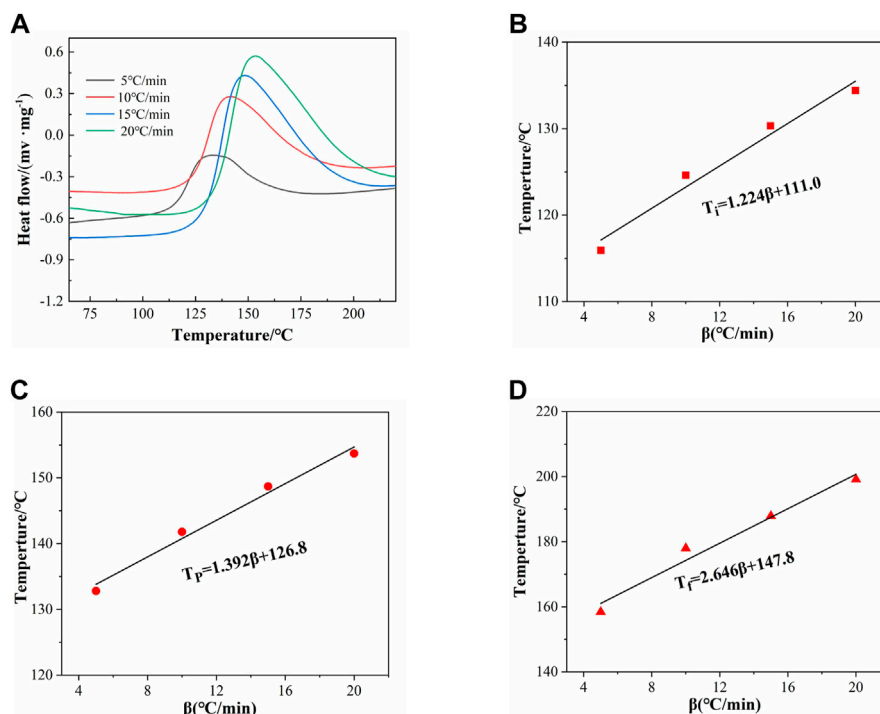 A
0.6
0.3
0.0
-0.3
-0.6
-0.9
-1.2
Heat flow/(mv ·mg⁻¹)
5℃/min
10℃/min
15℃/min
20℃/min
75 100 125 150 175 200
Temperature/℃
B
140
130
120
110
Temperture/℃
Tᵢ=1.224β+111.0
4 8 12 16 20
β(℃/min)
C
160
150
140
130
120
Temperture/℃
T_P=1.392β+126.8
4 8 12 16 20
β(℃/min)
D
220
200
180
160
140
Temperture/℃
T_f=2.646β+147.8
4 8 12 16 20
β(℃/min)